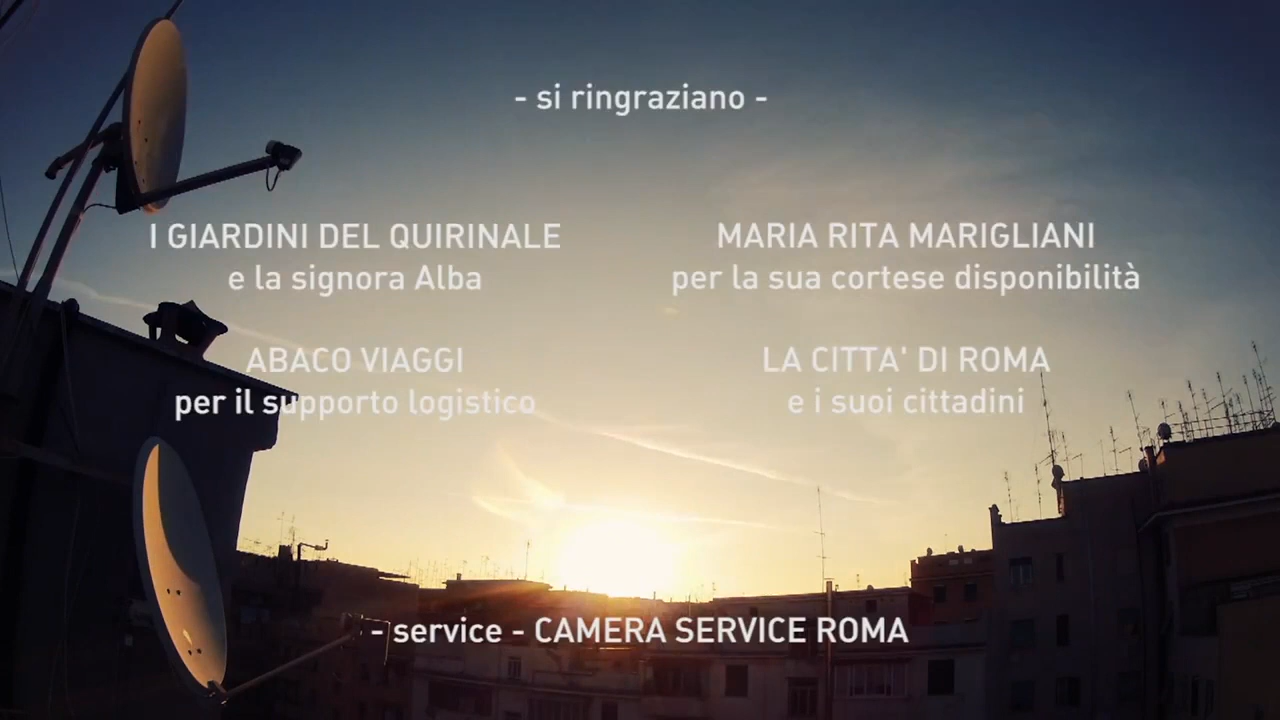 - si ringraziano -
I GIARDINI DEL QUIRINALE
e la signora Alba
MARIA RITA MARIGLIANI
per la sua cortese disponibilità
ABACO VIAGGI
per il supporto logistico
LA CITTA' DI ROMA
e i suoi cittadini
- service - CAMERA SERVICE ROMA